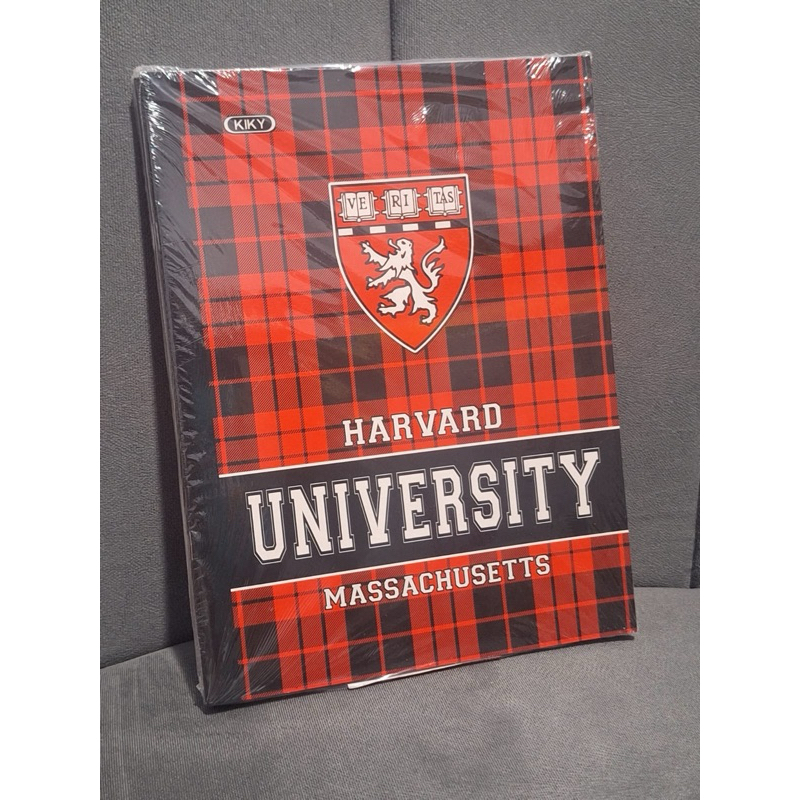 KIKY
VE RI TAS
HARVARD
UNIVERSITY
MASSACHUSETTS